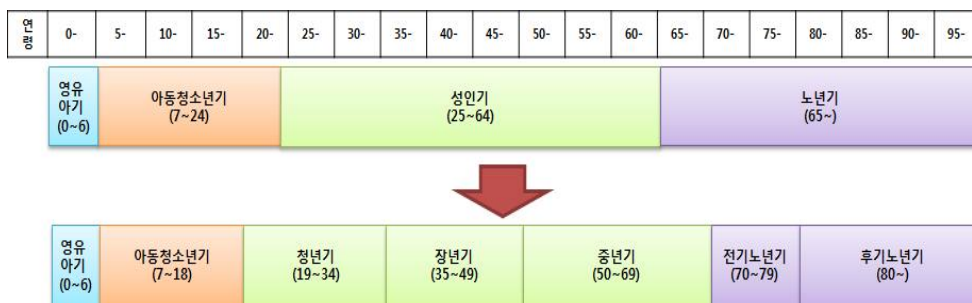 연령 0- 5- 10- 15- 20- 25- 30- 35- 40- 45- 50- 55- 60- 65- 70- 75- 80- 85- 90- 95-
영유아기 (0~6)
아동청소년기 (7~24)
성인기 (25~64)
노년기 (65~)
영유아기 (0~6)
아동청소년기 (7~18)
청년기 (19~34)
장년기 (35~49)
중년기 (50~69)
전기노년기 (70~79)
후기노년기 (80~)